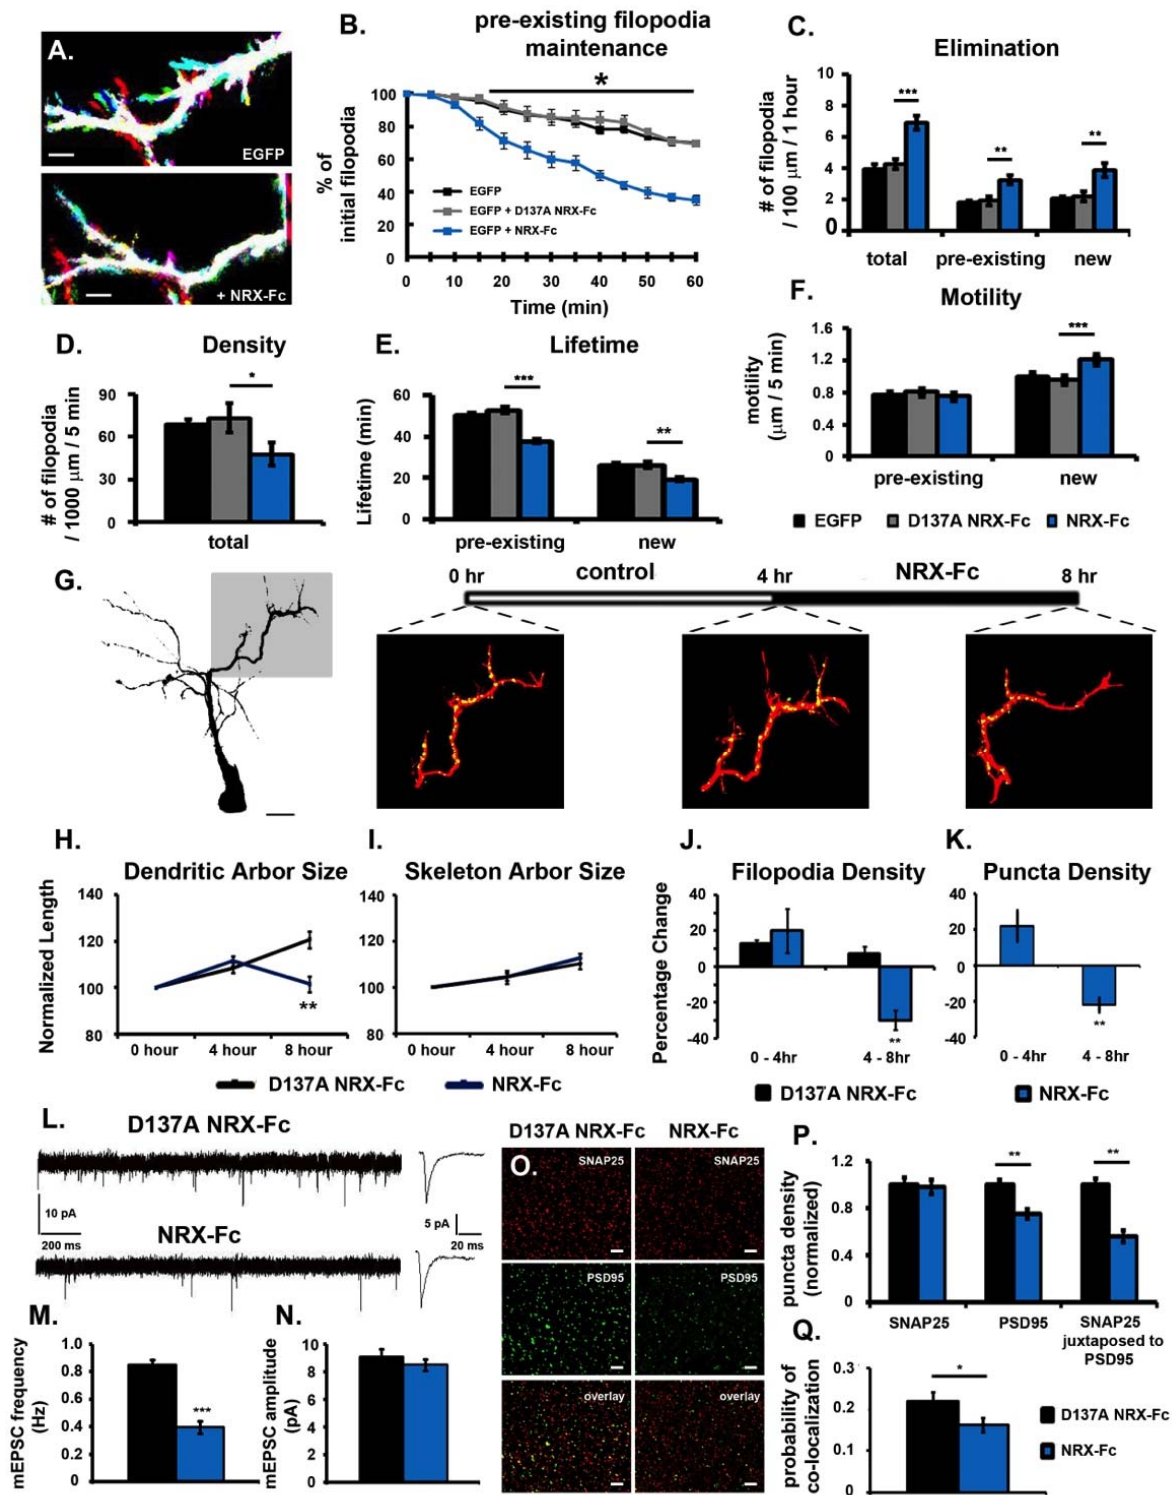 A.
EGFP
+ NRX-Fc
B.
pre-existing filopodia
maintenance
*
% of
initial filopodia
100
80
60
40
20
0
EGFP
EGFP + D137A NRX-Fc
EGFP + NRX-Fc
0 10 20 30 40 50 60
Time (min)
C.
Elimination
# of filopodia
/ 100 μm / 1 hour
10
8
6
4
2
0
***
**
**
total pre-existing new
D.
Density
# of filopodia
/ 1000 μm / 5 min
90
60
30
0
*
total
E.
Lifetime
Lifetime (min)
60
40
20
0
***
**
pre-existing new
F.
Motility
motility
(μm / 5 min)
1.6
1.2
0.8
0.4
0
***
pre-existing new
EGFP D137A NRX-Fc NRX-Fc
G.
0 hr control 4 hr NRX-Fc 8 hr
H.
Dendritic Arbor Size
Normalized Length
140
120
100
80
**
0 hour 4 hour 8 hour
I.
Skeleton Arbor Size
140
120
100
80
0 hour 4 hour 8 hour
D137A NRX-Fc NRX-Fc
J.
Filopodia Density
Percentage Change
40
20
0
-20
-40
**
0 - 4hr 4 - 8hr
K.
Puncta Density
40
20
0
-20
-40
**
0 - 4hr 4 - 8hr
D137A NRX-Fc NRX-Fc
L.
D137A NRX-Fc
10 pA
200 ms
NRX-Fc
5 pA
20 ms
M.
mEPSC frequency
(Hz)
1.0
0.8
0.6
0.4
0.2
0
***
N.
mEPSC amplitude
(pA)
10
8
6
4
2
0
D137A NRX-Fc NRX-Fc
O.
SNAP25 SNAP25
PSD95 PSD95
overlay overlay
P.
puncta density
(normalized)
1.2
0.8
0.4
0
**
**
SNAP25 PSD95 SNAP25
juxtaposed to
PSD95
Q.
probability of
co-localization
0.3
0.2
0.1
0
*
D137A NRX-Fc
NRX-Fc